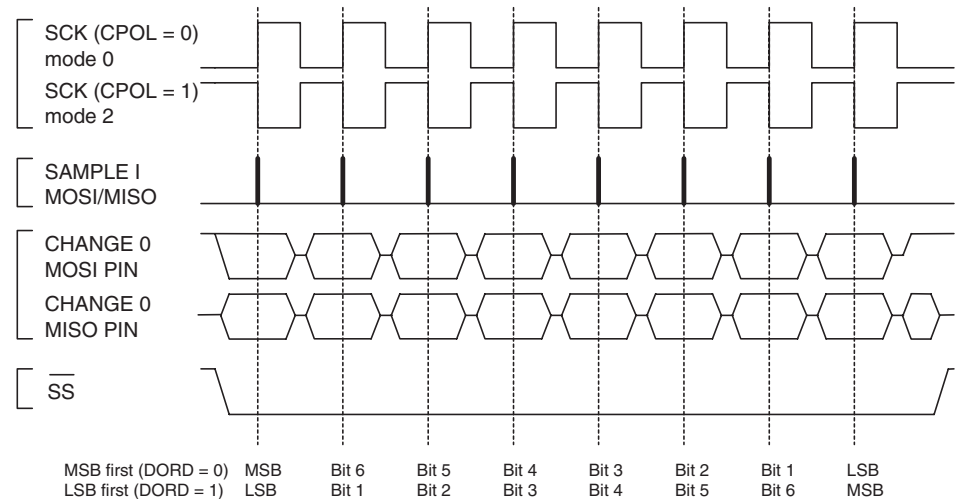 SCK (CPOL = 0)
mode 0
SCK (CPOL = 1)
mode 2
SAMPLE I
MOSI/MISO
CHANGE 0
MOSI PIN
CHANGE 0
MISO PIN
SS
MSB first (DORD = 0) MSB Bit 6 Bit 5 Bit 4 Bit 3 Bit 2 Bit 1 LSB
LSB first (DORD = 1) LSB Bit 1 Bit 2 Bit 3 Bit 4 Bit 5 Bit 6 MSB